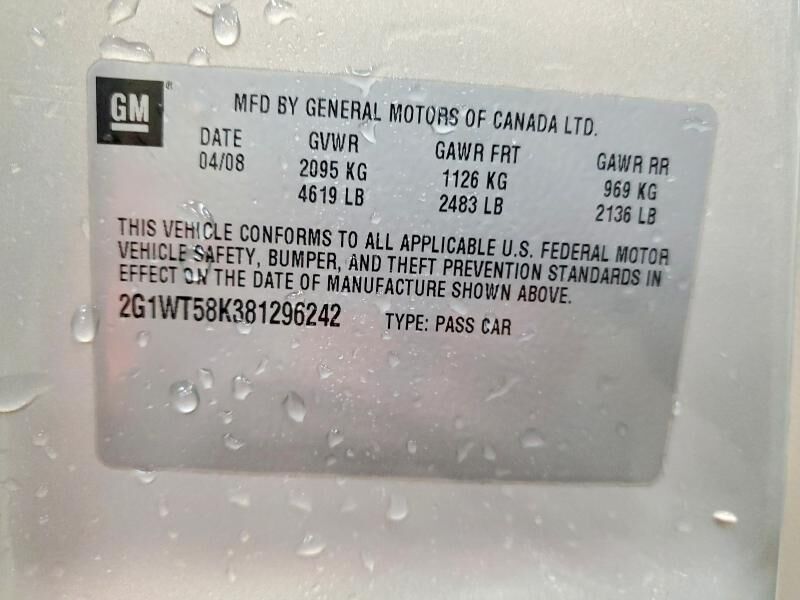 GM ®
MFD BY GENERAL MOTORS OF CANADA LTD.
DATE GVWR GAWR FRT GAWR RR
04/08 2095 KG 1126 KG 969 KG
4619 LB 2483 LB 2136 LB
THIS VEHICLE CONFORMS TO ALL APPLICABLE U.S. FEDERAL MOTOR
VEHICLE SAFETY, BUMPER, AND THEFT PREVENTION STANDARDS IN
EFFECT ON THE DATE OF MANUFACTURE SHOWN ABOVE.
2G1WT58K381296242 TYPE: PASS CAR